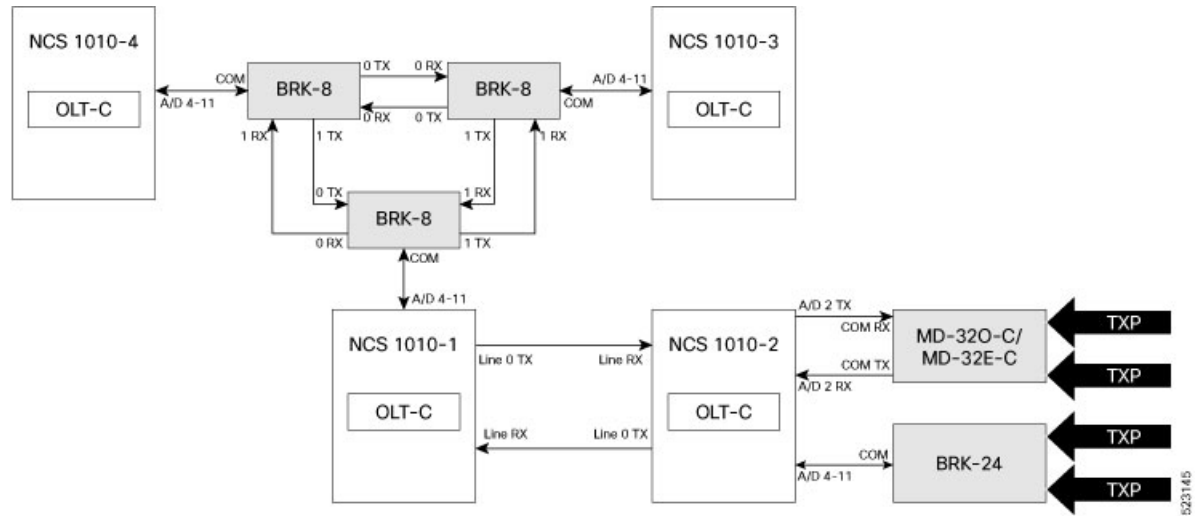 NCS 1010-4
OLT-C
A/D 4-11
COM
BRK-8
0 TX
0 RX
0 RX
0 TX
BRK-8
A/D 4-11
COM
NCS 1010-3
OLT-C
1 RX
1 TX
1 TX
1 RX
0 TX
1 RX
BRK-8
0 RX
1 TX
COM
A/D 4-11
NCS 1010-1
OLT-C
Line 0 TX
Line RX
Line RX
Line 0 TX
NCS 1010-2
OLT-C
A/D 2 TX
COM RX
COM TX
A/D 2 RX
MD-32O-C/
MD-32E-C
TXP
TXP
COM
A/D 4-11
BRK-24
TXP
TXP
523145